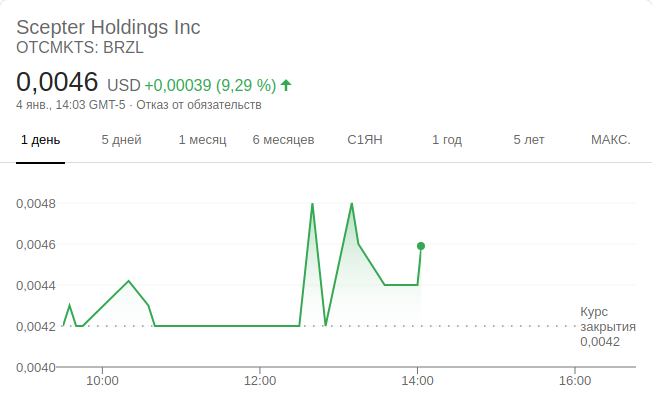 Scepter Holdings Inc
OTCMKTS: BRZL
0,0046 USD +0,00039 (9,29 %)
4 янв., 14:03 GMT-5 · Отказ от обязательств
1 день 5 дней 1 месяц 6 месяцев С1ЯН 1 год 5 лет МАКС.
0,0048
0,0046
0,0044
0,0042
0,0040
Курс
закрытия
0,0042
10:00 12:00 14:00 16:00